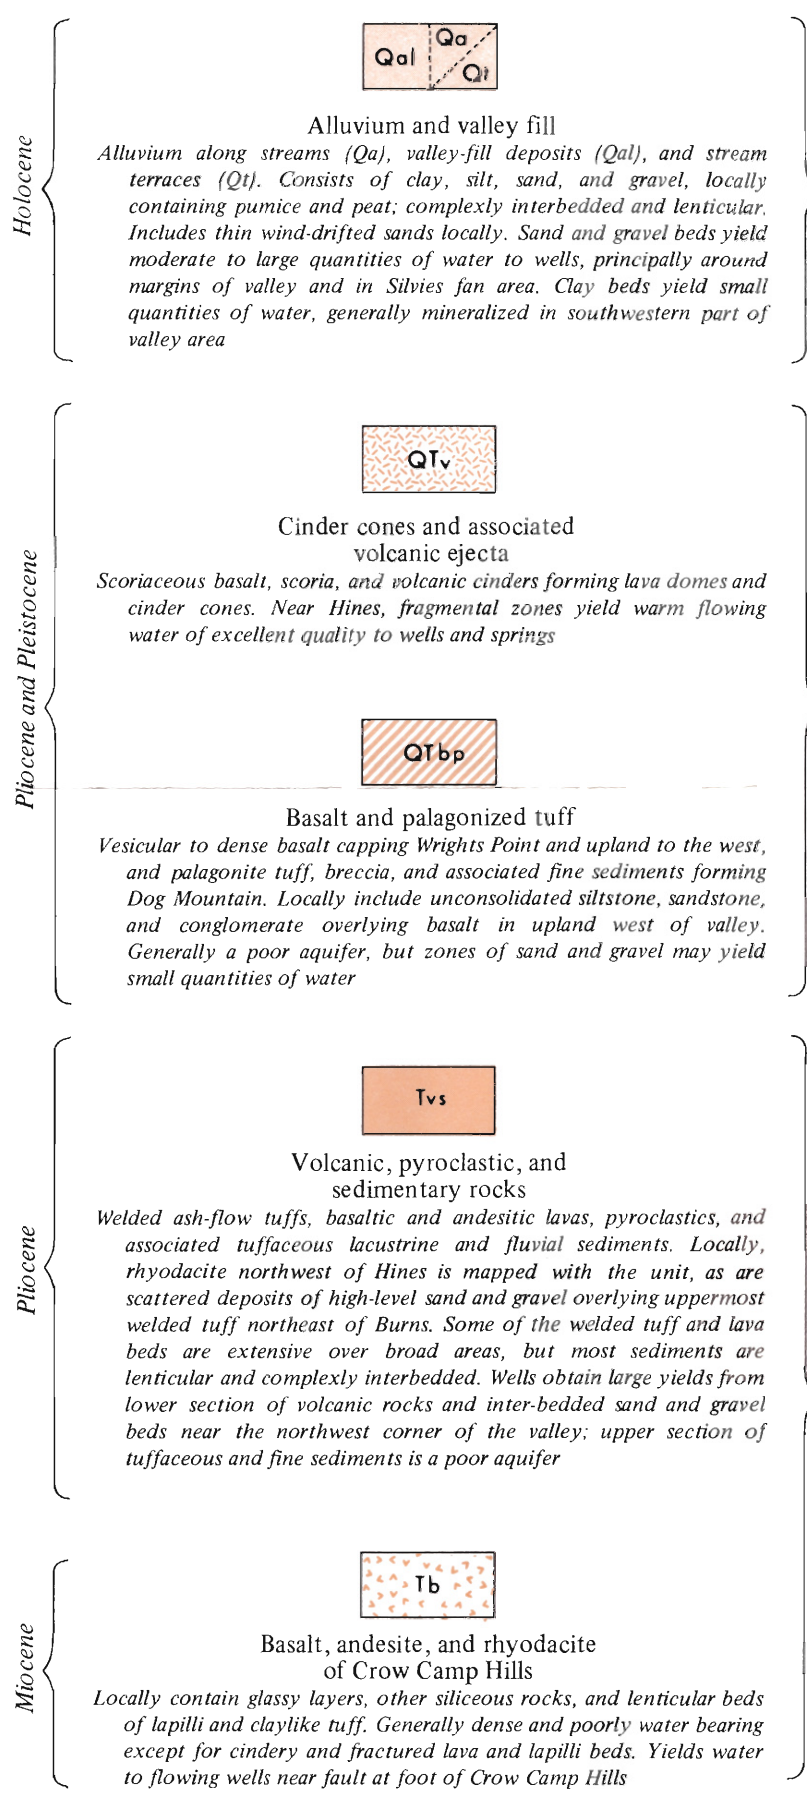 Holocene
Qal
Qa
Qt
Alluvium and valley fill
Alluvium along streams (Qa), valley-fill deposits (Qal), and stream
terraces (Qt). Consists of clay, silt, sand, and gravel, locally
containing pumice and peat; complexly interbedded and lenticular.
Includes thin wind-drifted sands locally. Sand and gravel beds yield
moderate to large quantities of water to wells, principally around
margins of valley and in Silvies fan area. Clay beds yield small
quantities of water, generally mineralized in southwestern part of
valley area
Pliocene and Pleistocene
QTv
Cinder cones and associated
volcanic ejecta
Scoriaceous basalt, scoria, and volcanic cinders forming lava domes and
cinder cones. Near Hines, fragmental zones yield warm flowing
water of excellent quality to wells and springs
QTbp
Basalt and palagonized tuff
Vesicular to dense basalt capping Wrights Point and upland to the west,
and palagonite tuff, breccia, and associated fine sediments forming
Dog Mountain. Locally include unconsolidated siltstone, sandstone,
and conglomerate overlying basalt in upland west of valley.
Generally a poor aquifer, but zones of sand and gravel may yield
small quantities of water
Pliocene
Tvs
Volcanic, pyroclastic, and
sedimentary rocks
Welded ash-flow tuffs, basaltic and andesitic lavas, pyroclastics, and
associated tuffaceous lacustrine and fluvial sediments. Locally,
rhyodacite northwest of Hines is mapped with the unit, as are
scattered deposits of high-level sand and gravel overlying uppermost
welded tuff northeast of Burns. Some of the welded tuff and lava
beds are extensive over broad areas, but most sediments are
lenticular and complexly interbedded. Wells obtain large yields from
lower section of volcanic rocks and inter-bedded sand and gravel
beds near the northwest corner of the valley; upper section of
tuffaceous and fine sediments is a poor aquifer
Miocene
Tb
Basalt, andesite, and rhyodacite
of Crow Camp Hills
Locally contain glassy layers, other siliceous rocks, and lenticular beds
of lapilli and claylike tuff. Generally dense and poorly water bearing
except for cindery and fractured lava and lapilli beds. Yields water
to flowing wells near fault at foot of Crow Camp Hills